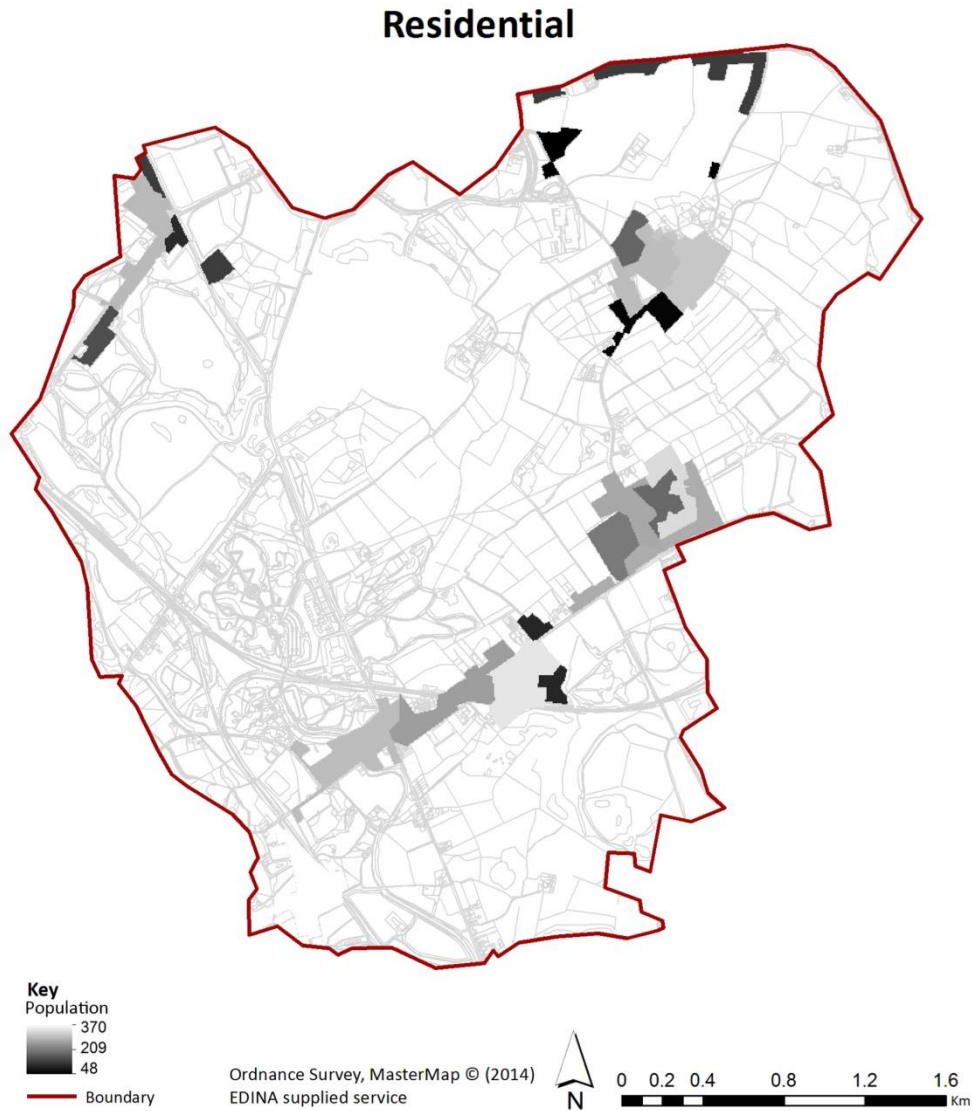 Residential
Key
Population
370
209
48
Boundary
Ordnance Survey, MasterMap © (2014)
EDINA supplied service
N
0 0.2 0.4 0.8 1.2 1.6
Km